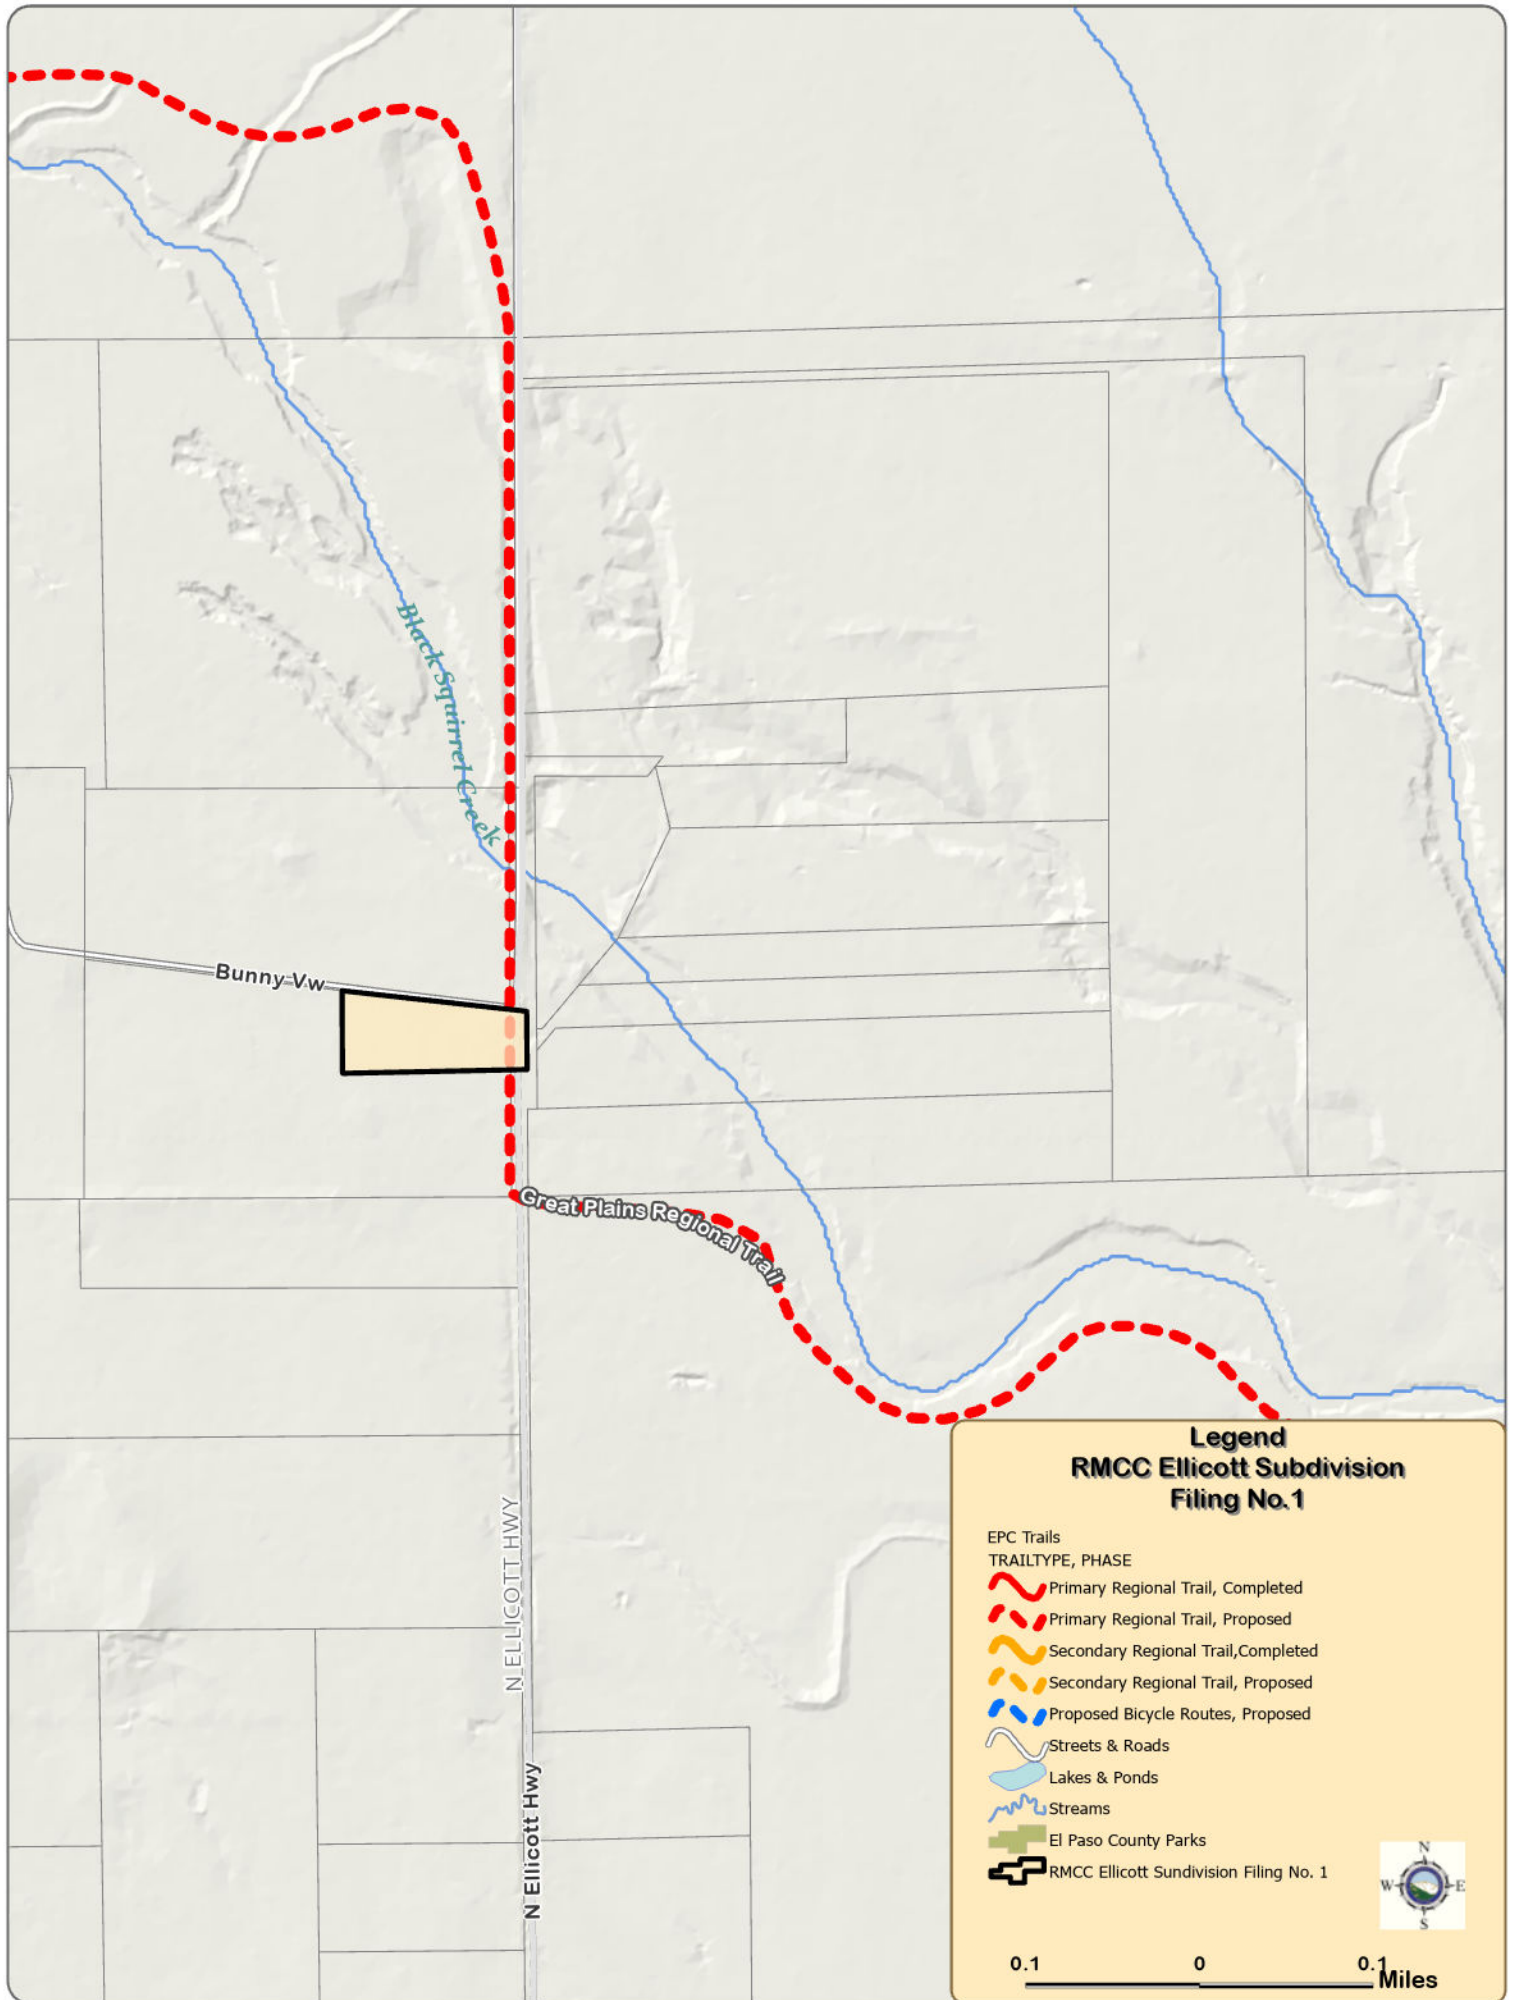 Black Squirrel Creek
Bunny Vw
Great Plains Regional Trail
N ELLICOTT HWY
N Ellicott Hwy
Legend
RMCC Ellicott Subdivision
Filing No.1
EPC Trails
TRAILTYPE, PHASE
Primary Regional Trail, Completed
Primary Regional Trail, Proposed
Secondary Regional Trail,Completed
Secondary Regional Trail, Proposed
Proposed Bicycle Routes, Proposed
Streets & Roads
Lakes & Ponds
Streams
El Paso County Parks
RMCC Ellicott Sundivision Filing No. 1
N
W E
S
0.1 0 0.1 Miles